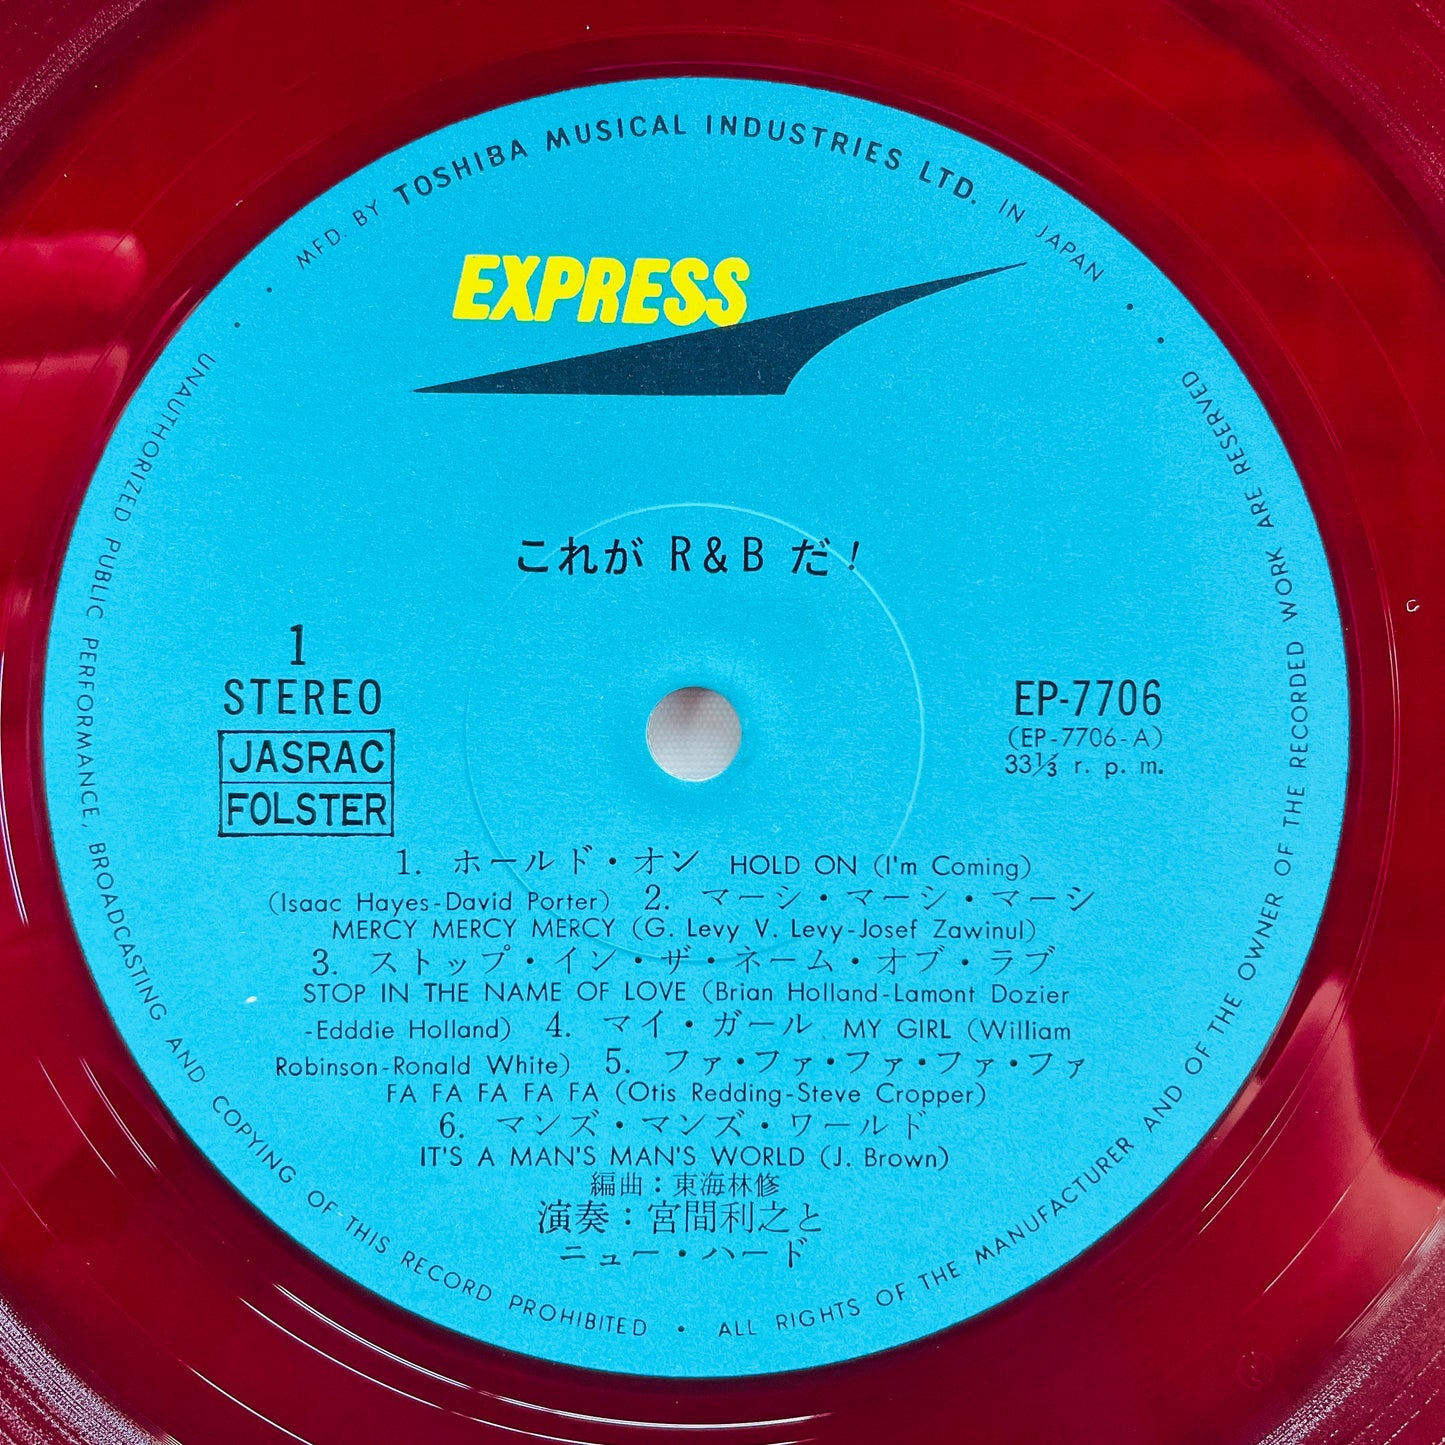 MFD. BY TOSHIBA MUSICAL INDUSTRIES LTD. IN JAPAN
EXPRESS
これが R&B だ!
1
STEREO
JASRAC
FOLSTER
EP-7706
(EP-7706-A)
33⅓ r. p. m.
1. ホールド・オン HOLD ON (I'm Coming)
(Isaac Hayes-David Porter) 2. マーシ・マーシ・マーシ
MERCY MERCY MERCY (G. Levy V. Levy-Josef Zawinul)
3. ストップ・イン・ザ・ネーム・オブ・ラブ
STOP IN THE NAME OF LOVE (Brian Holland-Lamont Dozier
-Edddie Holland) 4. マイ・ガール MY GIRL (William
Robinson-Ronald White) 5. ファ・ファ・ファ・ファ・ファ
FA FA FA FA FA (Otis Redding-Steve Cropper)
6. マンズ・マンズ・ワールド
IT'S A MAN'S MAN'S WORLD (J. Brown)
編曲：東海林修
演奏：宮間利之と
ニュー・ハード
UNAUTHORIZED PUBLIC PERFORMANCE, BROADCASTING AND COPYING OF THIS RECORD PROHIBITED • ALL RIGHTS OF THE MANUFACTURER AND OF THE OWNER OF THE RECORDED WORK ARE RESERVED